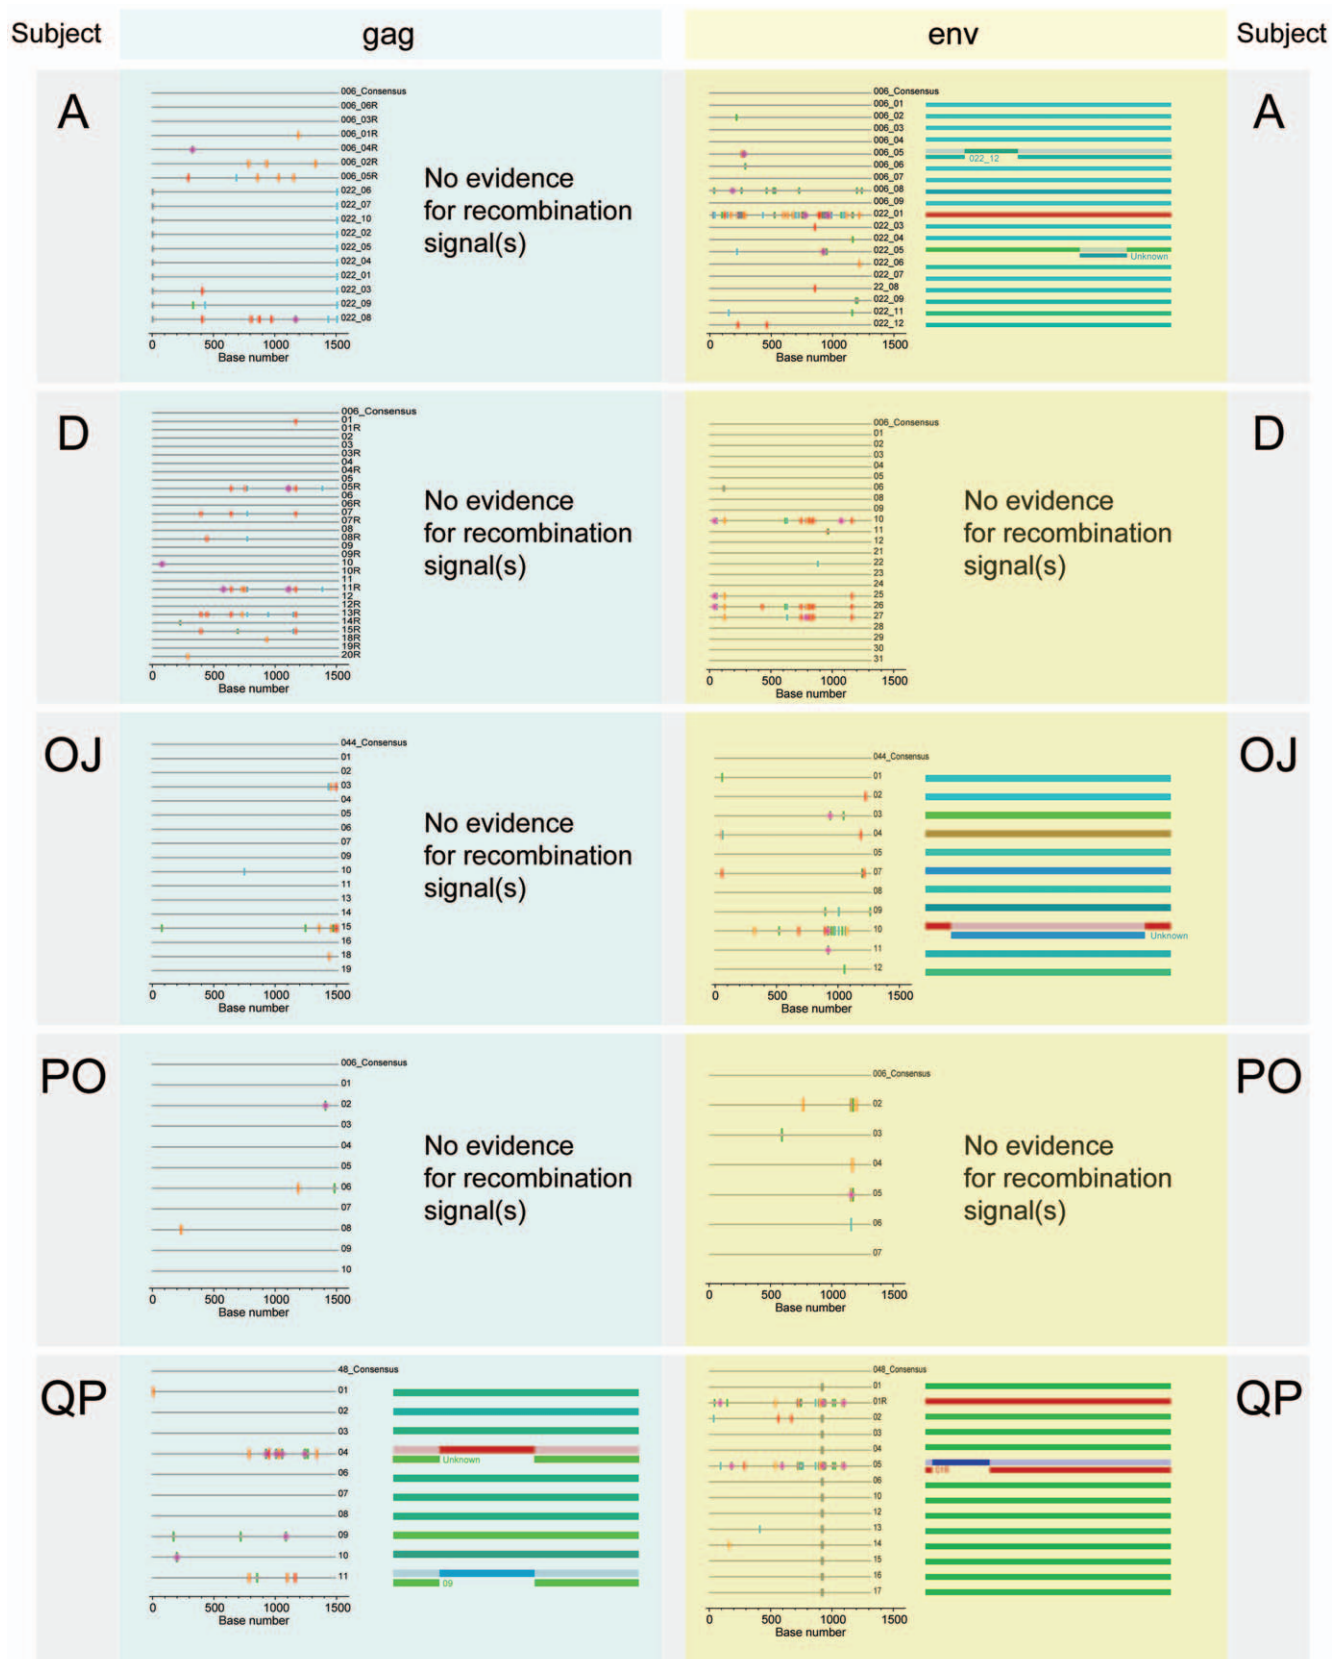 Subject gag env Subject
A
006_Consensus
006_06R
006_03R
006_01R
006_04R
006_02R
006_05R
022_06
022_07
022_10
022_02
022_05
022_04
022_01
022_03
022_09
022_08
0 500 1000 1500
Base number
No evidence
for recombination
signal(s)
006_Consensus
006_01
006_02
006_03
006_04
006_05
006_06
006_07
006_08
006_09
022_01
022_03
022_04
022_05
022_06
022_07
22_08
022_09
022_11
022_12
0 500 1000 1500
Base number
022_12
Unknown
A
D
006_Consensus
01
01R
02
03
03R
04
04R
05
05R
06
06R
07
07R
08
08R
09
09R
10
10R
11
11R
12
12R
13R
14R
15R
18R
19R
20R
0 500 1000 1500
Base number
No evidence
for recombination
signal(s)
006_Consensus
01
02
03
04
05
06
08
09
10
11
12
21
22
23
24
25
26
27
28
29
30
31
0 500 1000 1500
Base number
No evidence
for recombination
signal(s)
D
OJ
044_Consensus
01
02
03
04
05
06
07
09
10
11
13
14
15
16
18
19
0 500 1000 1500
Base number
No evidence
for recombination
signal(s)
044_Consensus
01
02
03
04
05
07
08
09
10
11
12
0 500 1000 1500
Base number
Unknown
OJ
PO
006_Consensus
01
02
03
04
05
06
07
08
09
10
0 500 1000 1500
Base number
No evidence
for recombination
signal(s)
006_Consensus
02
03
04
05
06
07
0 500 1000 1500
Base number
No evidence
for recombination
signal(s)
PO
QP
48_Consensus
01
02
03
04
06
07
08
09
10
11
0 500 1000 1500
Base number
Unknown
09
048_Consensus
01
01R
02
03
04
05
06
10
12
13
14
15
16
17
0 500 1000 1500
Base number
QP